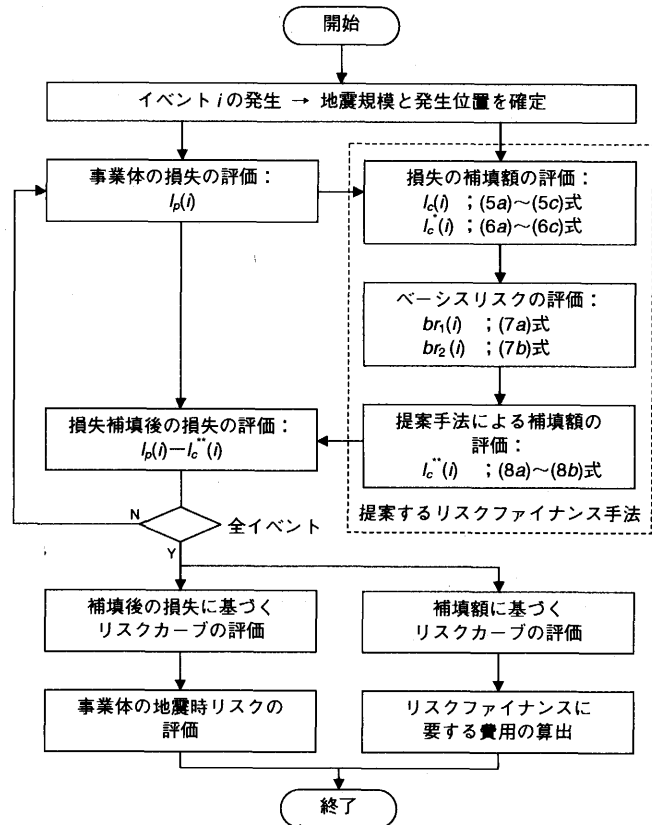 開始
イベント i の発生 → 地震規模と発生位置を確定
事業体の損失の評価：
lp(i)
損失の補填額の評価：
lc(i) ；(5a)～(5c)式
lc*(i) ；(6a)～(6c)式
ベーシスリスクの評価：
br1(i) ；(7a)式
br2(i) ；(7b)式
損失補填後の損失の評価：
lp(i)－lc**(i)
提案手法による補填額の
評価：
lc**(i) ；(8a)～(8b)式
提案するリスクファイナンス手法
N
全イベント
Y
補填後の損失に基づく
リスクカーブの評価
補填額に基づく
リスクカーブの評価
事業体の地震時リスクの
評価
リスクファイナンスに
要する費用の算出
終了